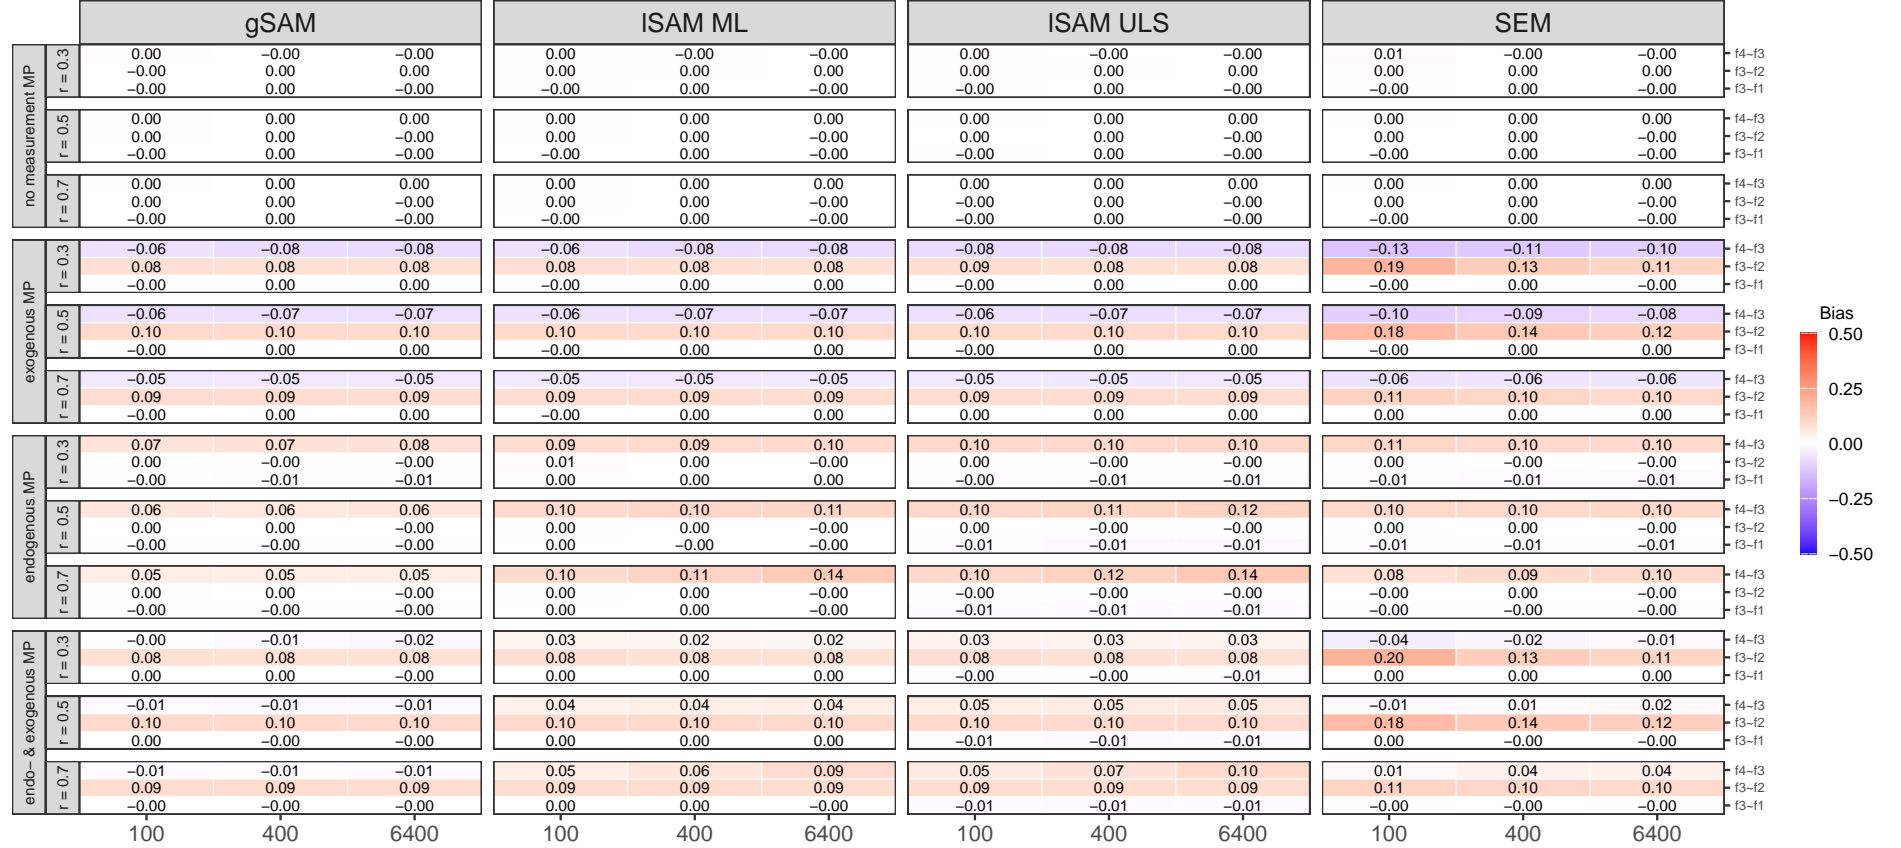 gSAM lSAM ML lSAM ULS SEM
no measurement MP
r = 0.3
0.00 −0.00 −0.00 0.00 −0.00 −0.00 0.00 −0.00 −0.00 0.01 −0.00 −0.00 f4~f3
−0.00 0.00 0.00 0.00 0.00 0.00 0.00 0.00 0.00 0.00 0.00 0.00 f3~f2
−0.00 0.00 −0.00 −0.00 0.00 −0.00 −0.00 0.00 −0.00 −0.00 0.00 −0.00 f3~f1
r = 0.5
0.00 0.00 0.00 0.00 0.00 0.00 0.00 0.00 0.00 0.00 0.00 0.00 f4~f3
0.00 0.00 −0.00 0.00 0.00 −0.00 0.00 0.00 −0.00 0.00 0.00 −0.00 f3~f2
−0.00 0.00 −0.00 −0.00 0.00 −0.00 −0.00 0.00 −0.00 −0.00 0.00 −0.00 f3~f1
r = 0.7
0.00 0.00 0.00 0.00 0.00 0.00 0.00 0.00 0.00 0.00 0.00 0.00 f4~f3
0.00 0.00 −0.00 0.00 0.00 −0.00 −0.00 0.00 −0.00 0.00 0.00 −0.00 f3~f2
−0.00 0.00 −0.00 −0.00 0.00 −0.00 −0.00 0.00 −0.00 −0.00 0.00 −0.00 f3~f1
exogenous MP
r = 0.3
−0.06 −0.08 −0.08 −0.06 −0.08 −0.08 −0.08 −0.08 −0.08 −0.13 −0.11 −0.10 f4~f3
0.08 0.08 0.08 0.08 0.08 0.08 0.09 0.08 0.08 0.19 0.13 0.11 f3~f2
−0.00 0.00 −0.00 −0.00 0.00 −0.00 −0.00 0.00 −0.00 −0.00 0.00 −0.00 f3~f1
r = 0.5
−0.06 −0.07 −0.07 −0.06 −0.07 −0.07 −0.06 −0.07 −0.07 −0.10 −0.09 −0.08 f4~f3
0.10 0.10 0.10 0.10 0.10 0.10 0.10 0.10 0.10 0.18 0.14 0.12 f3~f2
−0.00 0.00 0.00 −0.00 0.00 0.00 −0.00 0.00 0.00 −0.00 0.00 0.00 f3~f1
r = 0.7
−0.05 −0.05 −0.05 −0.05 −0.05 −0.05 −0.05 −0.05 −0.05 −0.06 −0.06 −0.06 f4~f3
0.09 0.09 0.09 0.09 0.09 0.09 0.09 0.09 0.09 0.11 0.10 0.10 f3~f2
−0.00 0.00 0.00 −0.00 0.00 0.00 0.00 0.00 0.00 0.00 0.00 0.00 f3~f1
endogenous MP
r = 0.3
0.07 0.07 0.08 0.09 0.09 0.10 0.10 0.10 0.10 0.11 0.10 0.10 f4~f3
0.00 −0.00 −0.00 0.01 0.00 −0.00 0.00 −0.00 −0.00 0.00 −0.00 −0.00 f3~f2
−0.00 −0.01 −0.01 0.00 0.00 0.00 −0.00 −0.01 −0.01 −0.01 −0.01 −0.01 f3~f1
r = 0.5
0.06 0.06 0.06 0.10 0.10 0.11 0.10 0.11 0.12 0.10 0.10 0.10 f4~f3
0.00 0.00 −0.00 0.00 0.00 −0.00 0.00 −0.00 −0.00 0.00 0.00 −0.00 f3~f2
−0.00 −0.00 −0.00 0.00 −0.00 −0.00 −0.01 −0.01 −0.01 −0.01 −0.01 −0.01 f3~f1
r = 0.7
0.05 0.05 0.05 0.10 0.11 0.14 0.10 0.12 0.14 0.08 0.09 0.10 f4~f3
0.00 0.00 −0.00 0.00 0.00 −0.00 −0.00 −0.00 −0.00 −0.00 0.00 −0.00 f3~f2
−0.00 −0.00 −0.00 0.00 0.00 −0.00 −0.01 −0.01 −0.01 −0.00 −0.00 −0.00 f3~f1
endo− & exogenous MP
r = 0.3
−0.00 −0.01 −0.02 0.03 0.02 0.02 0.03 0.03 0.03 −0.04 −0.02 −0.01 f4~f3
0.08 0.08 0.08 0.08 0.08 0.08 0.08 0.08 0.08 0.20 0.13 0.11 f3~f2
0.00 0.00 −0.00 0.00 0.00 0.00 −0.00 −0.00 −0.01 0.00 0.00 0.00 f3~f1
r = 0.5
−0.01 −0.01 −0.01 0.04 0.04 0.04 0.05 0.05 0.05 −0.01 0.01 0.02 f4~f3
0.10 0.10 0.10 0.10 0.10 0.10 0.10 0.10 0.10 0.18 0.14 0.12 f3~f2
0.00 −0.00 −0.00 0.00 0.00 0.00 −0.01 −0.01 −0.01 0.00 −0.00 −0.00 f3~f1
r = 0.7
−0.01 −0.01 −0.01 0.05 0.06 0.09 0.05 0.07 0.10 0.01 0.04 0.04 f4~f3
0.09 0.09 0.09 0.09 0.09 0.09 0.09 0.09 0.09 0.11 0.10 0.10 f3~f2
−0.00 −0.00 −0.00 0.00 0.00 −0.00 −0.01 −0.01 −0.01 −0.00 −0.00 −0.00 f3~f1
100 400 6400 100 400 6400 100 400 6400 100 400 6400
Bias
0.50
0.25
0.00
−0.25
−0.50